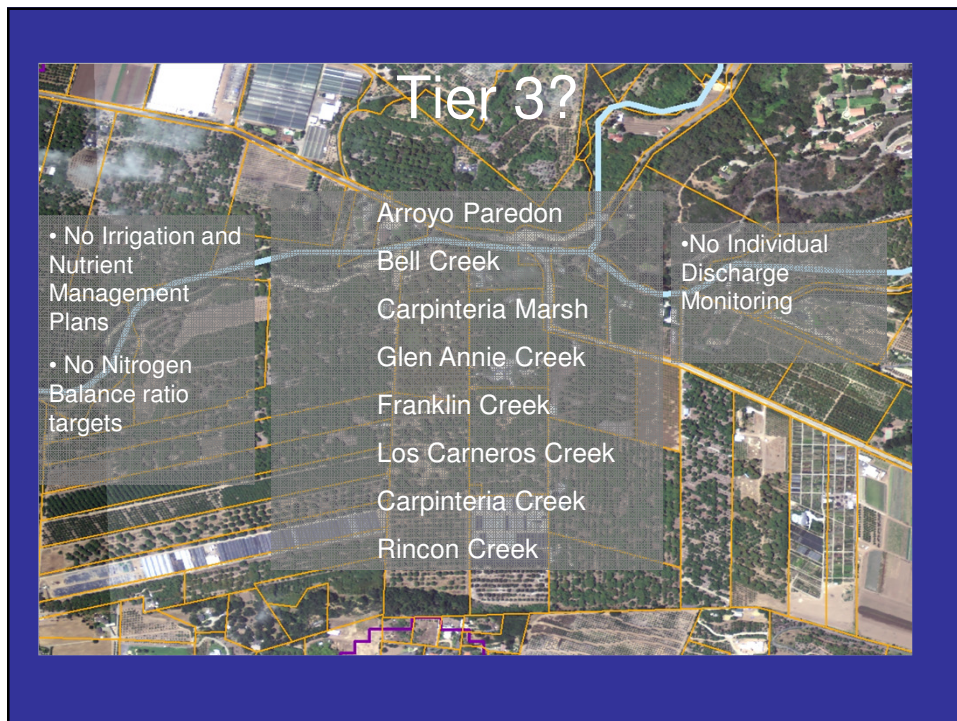 Tier 3?
• No Irrigation and
Nutrient
Management
Plans
• No Nitrogen
Balance ratio
targets
Arroyo Paredon
Bell Creek
Carpinteria Marsh
Glen Annie Creek
Franklin Creek
Los Carneros Creek
Carpinteria Creek
Rincon Creek
•No Individual
Discharge
Monitoring